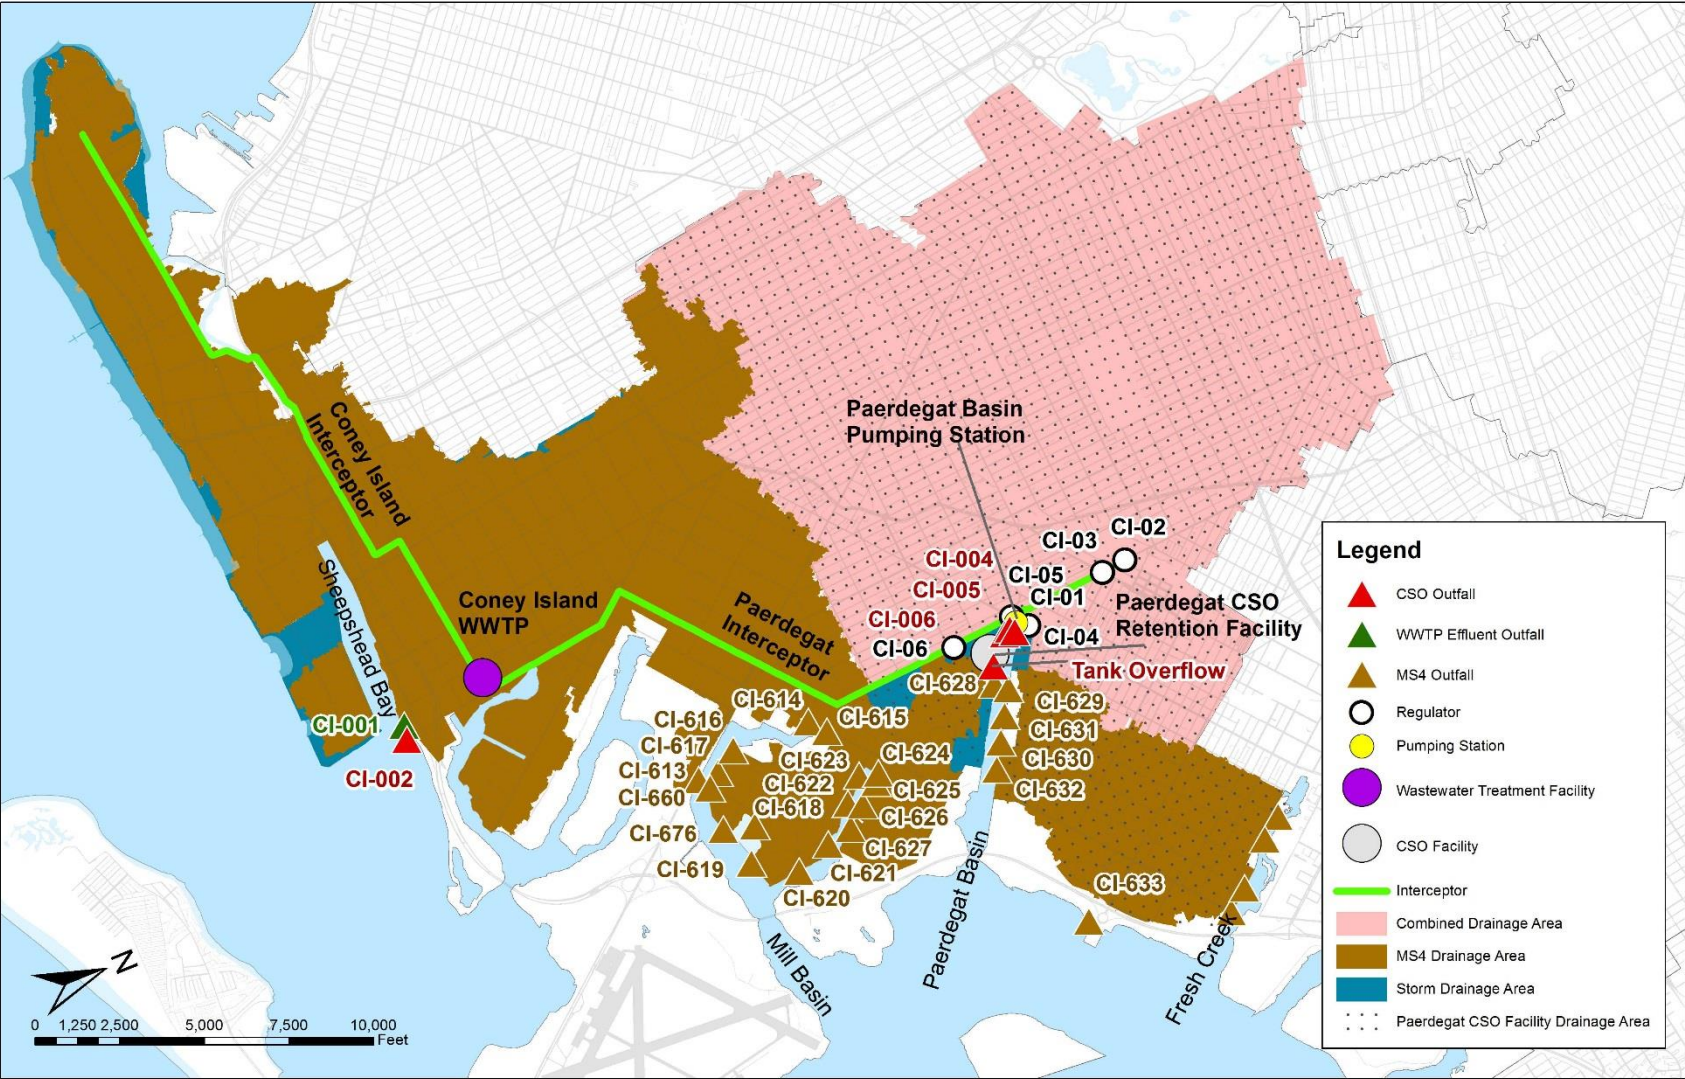 Paerdegat Basin
Pumping Station
Coney Island
Interceptor
CI-02
CI-03
CI-004
CI-05
CI-005
CI-01
CI-006
Paerdegat CSO
Retention Facility
CI-04
CI-06
Tank Overflow
Sheepshead Bay
Coney Island
WWTP
Paerdegat
Interceptor
CI-001
CI-002
CI-628
CI-629
CI-614
CI-615
CI-616
CI-631
CI-617
CI-623
CI-624
CI-630
CI-613
CI-622
CI-625
CI-632
CI-660
CI-618
CI-626
CI-676
CI-627
CI-619
CI-621
CI-620
CI-633
Mill Basin
Paerdegat Basin
Fresh Creek
N
0 1,250 2,500 5,000 7,500 10,000
Feet
Legend
CSO Outfall
WWTP Effluent Outfall
MS4 Outfall
Regulator
Pumping Station
Wastewater Treatment Facility
CSO Facility
Interceptor
Combined Drainage Area
MS4 Drainage Area
Storm Drainage Area
Paerdegat CSO Facility Drainage Area